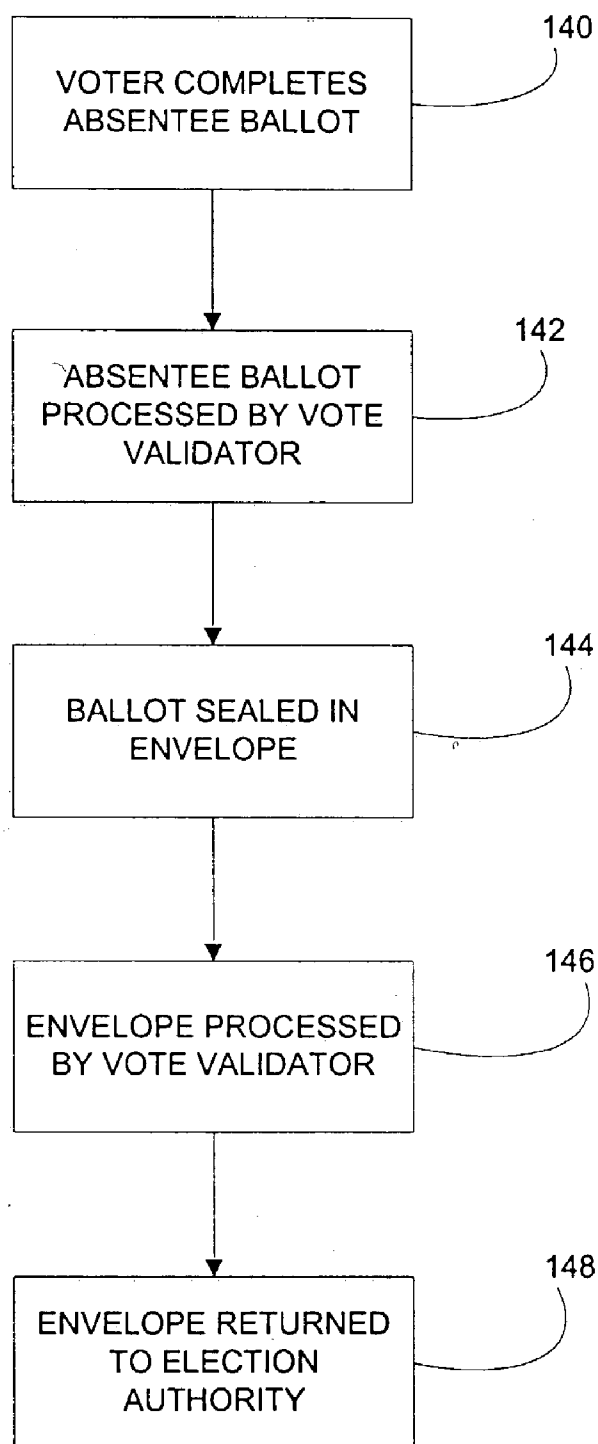 140
VOTER COMPLETES
ABSENTEE BALLOT
142
ABSENTEE BALLOT
PROCESSED BY VOTE
VALIDATOR
144
BALLOT SEALED IN
ENVELOPE
146
ENVELOPE PROCESSED
BY VOTE VALIDATOR
148
ENVELOPE RETURNED
TO ELECTION
AUTHORITY